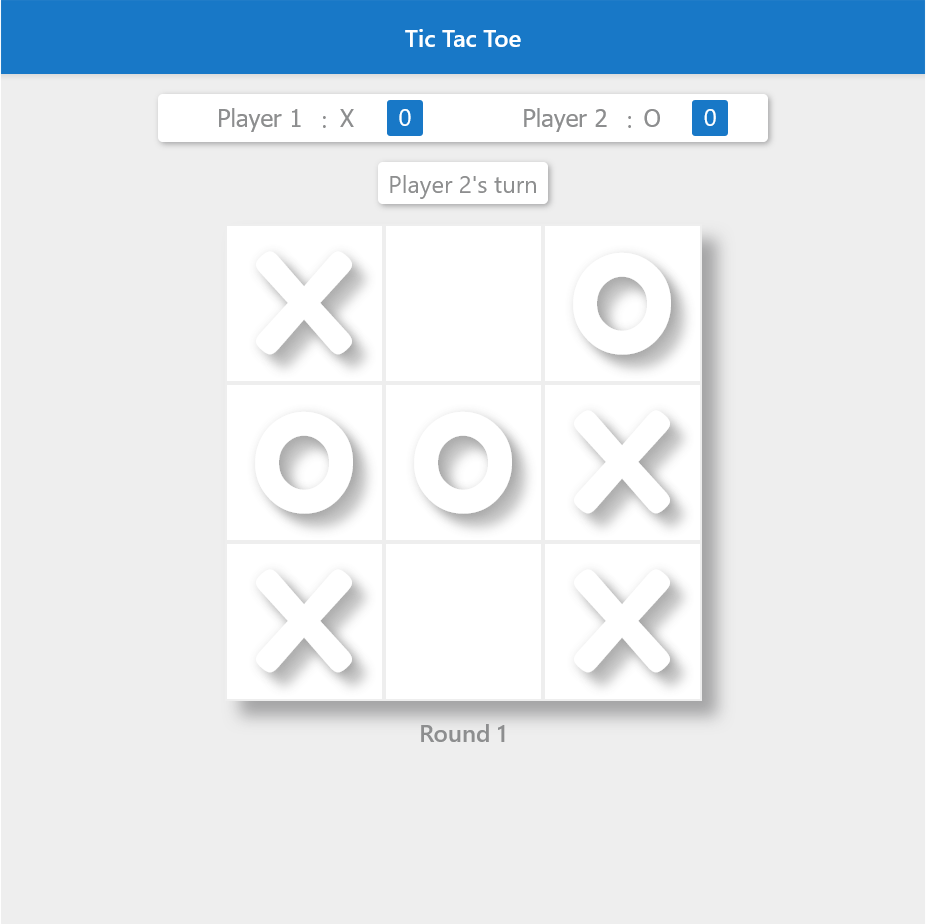 Tic Tac Toe
Player 1 : X 0 Player 2 : O 0
Player 2's turn
X O
O O X
X X
Round 1